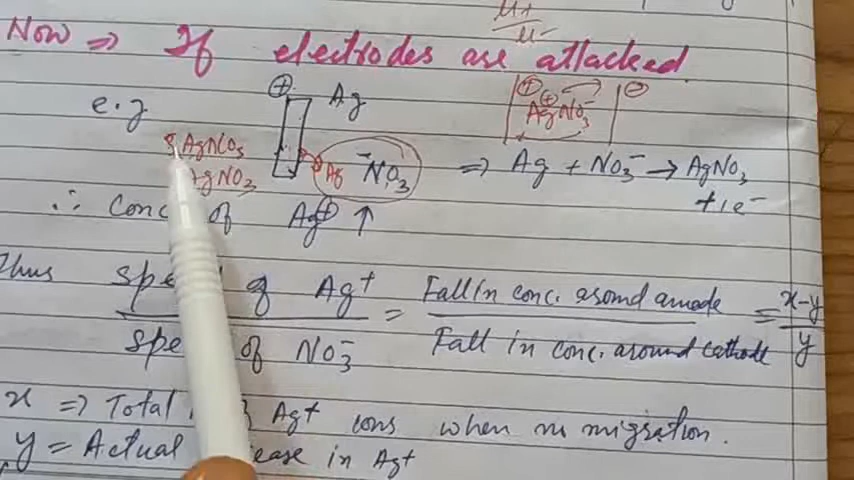 μ+
μ-
Now ⇒ If electrodes are attacked.
e.g ⊕ Ag ⊕ AgNO3⁻ ⊖
AgNO3
AgNO3 Ag ⁻NO3 ⇒ Ag + NO3⁻ → AgNO3
+1e⁻
∴ Conc of Ag⊕ ↑
Thus of Ag+ = Fall in conc. around anode = x-y
of NO3⁻ Fall in conc. around cathode y
x ⇒ Total Ag+ ions when no migration.
y = Actual in Ag+